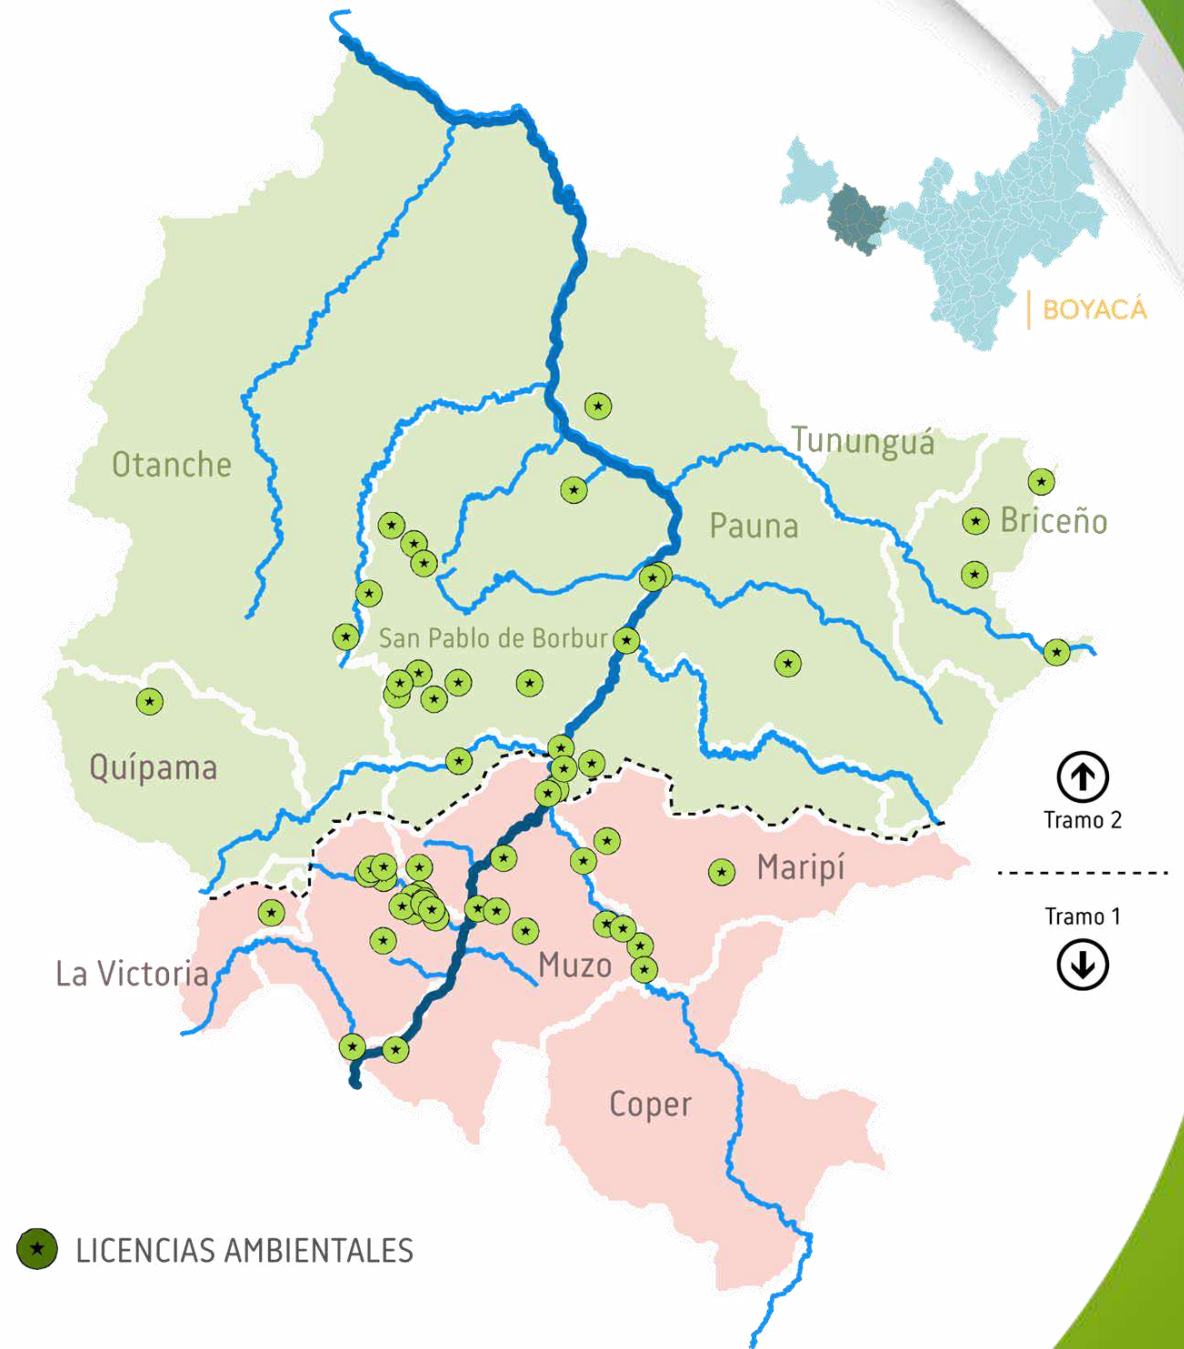 BOYACÁ
Tununguá
Otanche
Briceño
Pauna
San Pablo de Borbur
Quípama
Tramo 2
Maripí
Tramo 1
Muzo
La Victoria
Coper
LICENCIAS AMBIENTALES